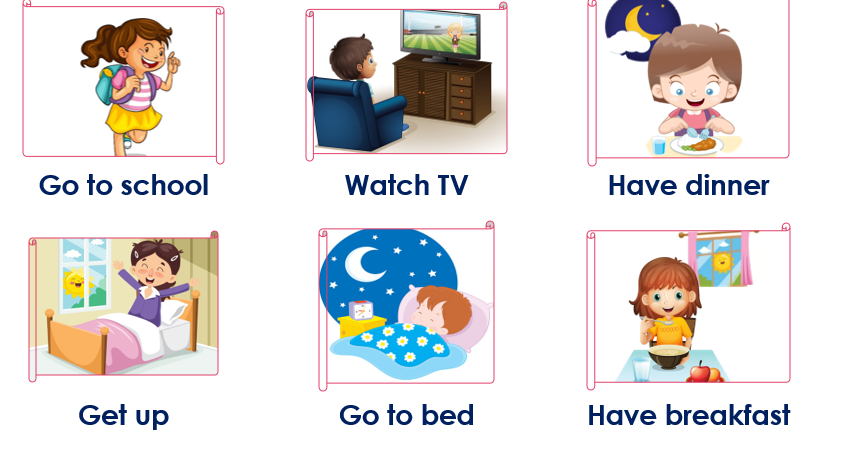 Go to school
Watch TV
Have dinner
Get up
Go to bed
Have breakfast